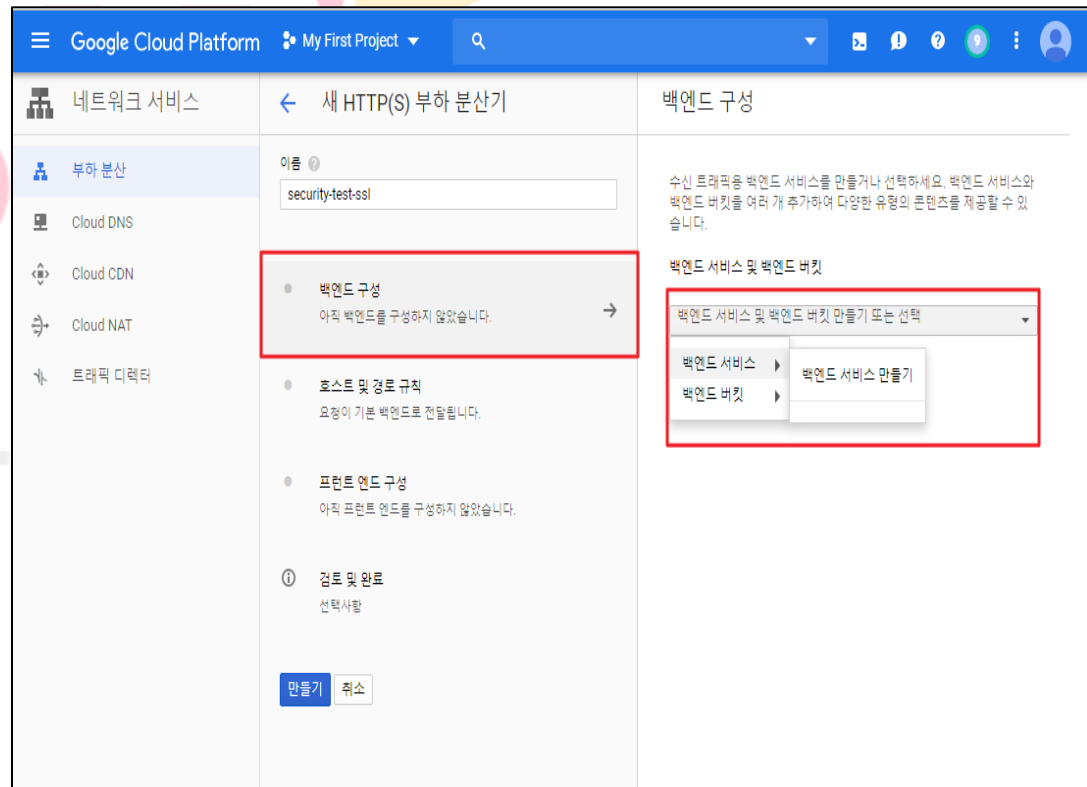 Google Cloud Platform
My First Project
9
네트워크 서비스
부하 분산
Cloud DNS
Cloud CDN
Cloud NAT
트래픽 디렉터
새 HTTP(S) 부하 분산기
이름
security-test-ssl
백엔드 구성
아직 백엔드를 구성하지 않았습니다.
호스트 및 경로 규칙
요청이 기본 백엔드로 전달됩니다.
프런트 엔드 구성
아직 프런트 엔드를 구성하지 않았습니다.
검토 및 완료
선택사항
만들기
취소
백엔드 구성
수신 트래픽용 백엔드 서비스를 만들거나 선택하세요. 백엔드 서비스와
백엔드 버킷을 여러 개 추가하여 다양한 유형의 콘텐츠를 제공할 수 있
습니다.
백엔드 서비스 및 백엔드 버킷
백엔드 서비스 및 백엔드 버킷 만들기 또는 선택
백엔드 서비스
백엔드 서비스 만들기
백엔드 버킷